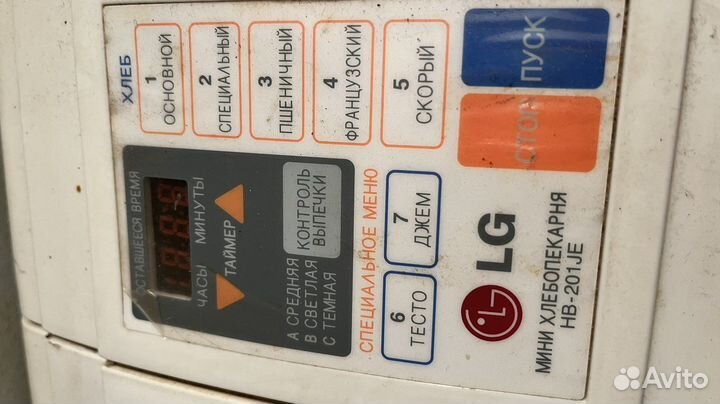 ХЛЕБ
1
ОСНОВНОЙ
2
СПЕЦИАЛЬНЫЙ
3
ПШЕНИЧНЫЙ
4
ФРАНЦУЗСКИЙ
5
СКОРЫЙ
ПУСК
СТОП
ОСТАВШЕЕСЯ ВРЕМЯ
ЧАСЫ МИНУТЫ
ТАЙМЕР
КОНТРОЛЬ
ВЫПЕЧКИ
А СРЕДНЯЯ
В СВЕТЛАЯ
С ТЕМНАЯ
СПЕЦИАЛЬНОЕ МЕНЮ
6
ТЕСТО
7
ДЖЕМ
LG
МИНИ ХЛЕБОПЕКАРНЯ
HB-201JE
Avito